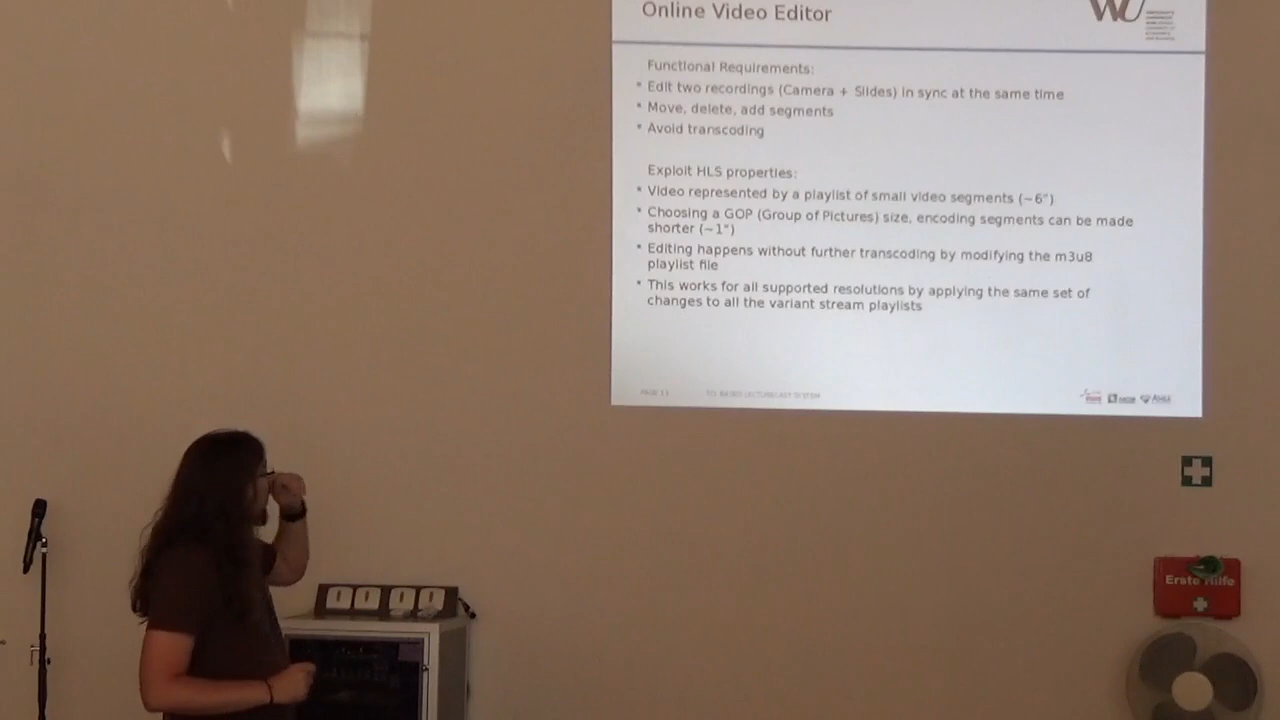 Online Video Editor
WU
Functional Requirements:
* Edit two recordings (Camera + Slides) in sync at the same time
* Move, delete, add segments
* Avoid transcoding
Exploit HLS properties:
* Video represented by a playlist of small video segments (~6")
* Choosing a GOP (Group of Pictures) size, encoding segments can be made
shorter (~1")
* Editing happens without further transcoding by modifying the m3u8
playlist file
* This works for all supported resolutions by applying the same set of
changes to all the variant stream playlists
PAGE
Erste Hilfe